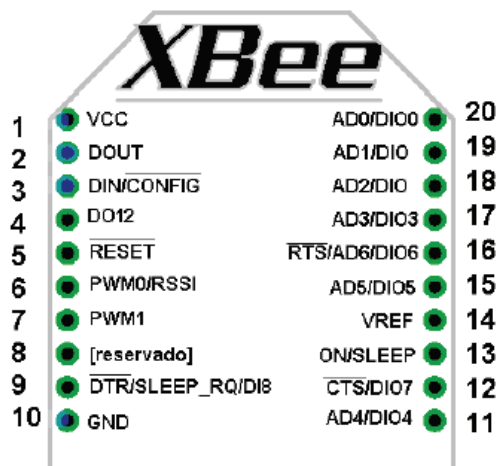 XBee
1 VCC AD0/DIO0 20
2 DOUT AD1/DIO 19
3 DIN/CONFIG AD2/DIO 18
4 DO12 AD3/DIO3 17
5 RESET RTS/AD6/DIO6 16
6 PWM0/RSSI AD5/DIO5 15
7 PWM1 VREF 14
8 [reservado] ON/SLEEP 13
9 DTR/SLEEP_RQ/DI8 CTS/DIO7 12
10 GND AD4/DIO4 11